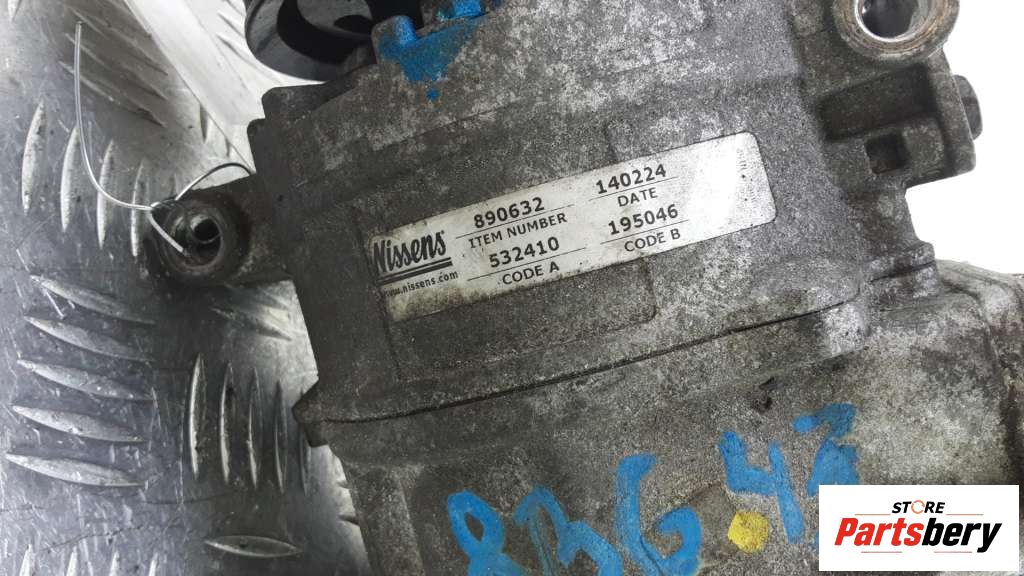 Nissens
www.nissens.com
890632
ITEM NUMBER
532410
CODE A
140224
DATE
195046
CODE B
STORE
Partsbery